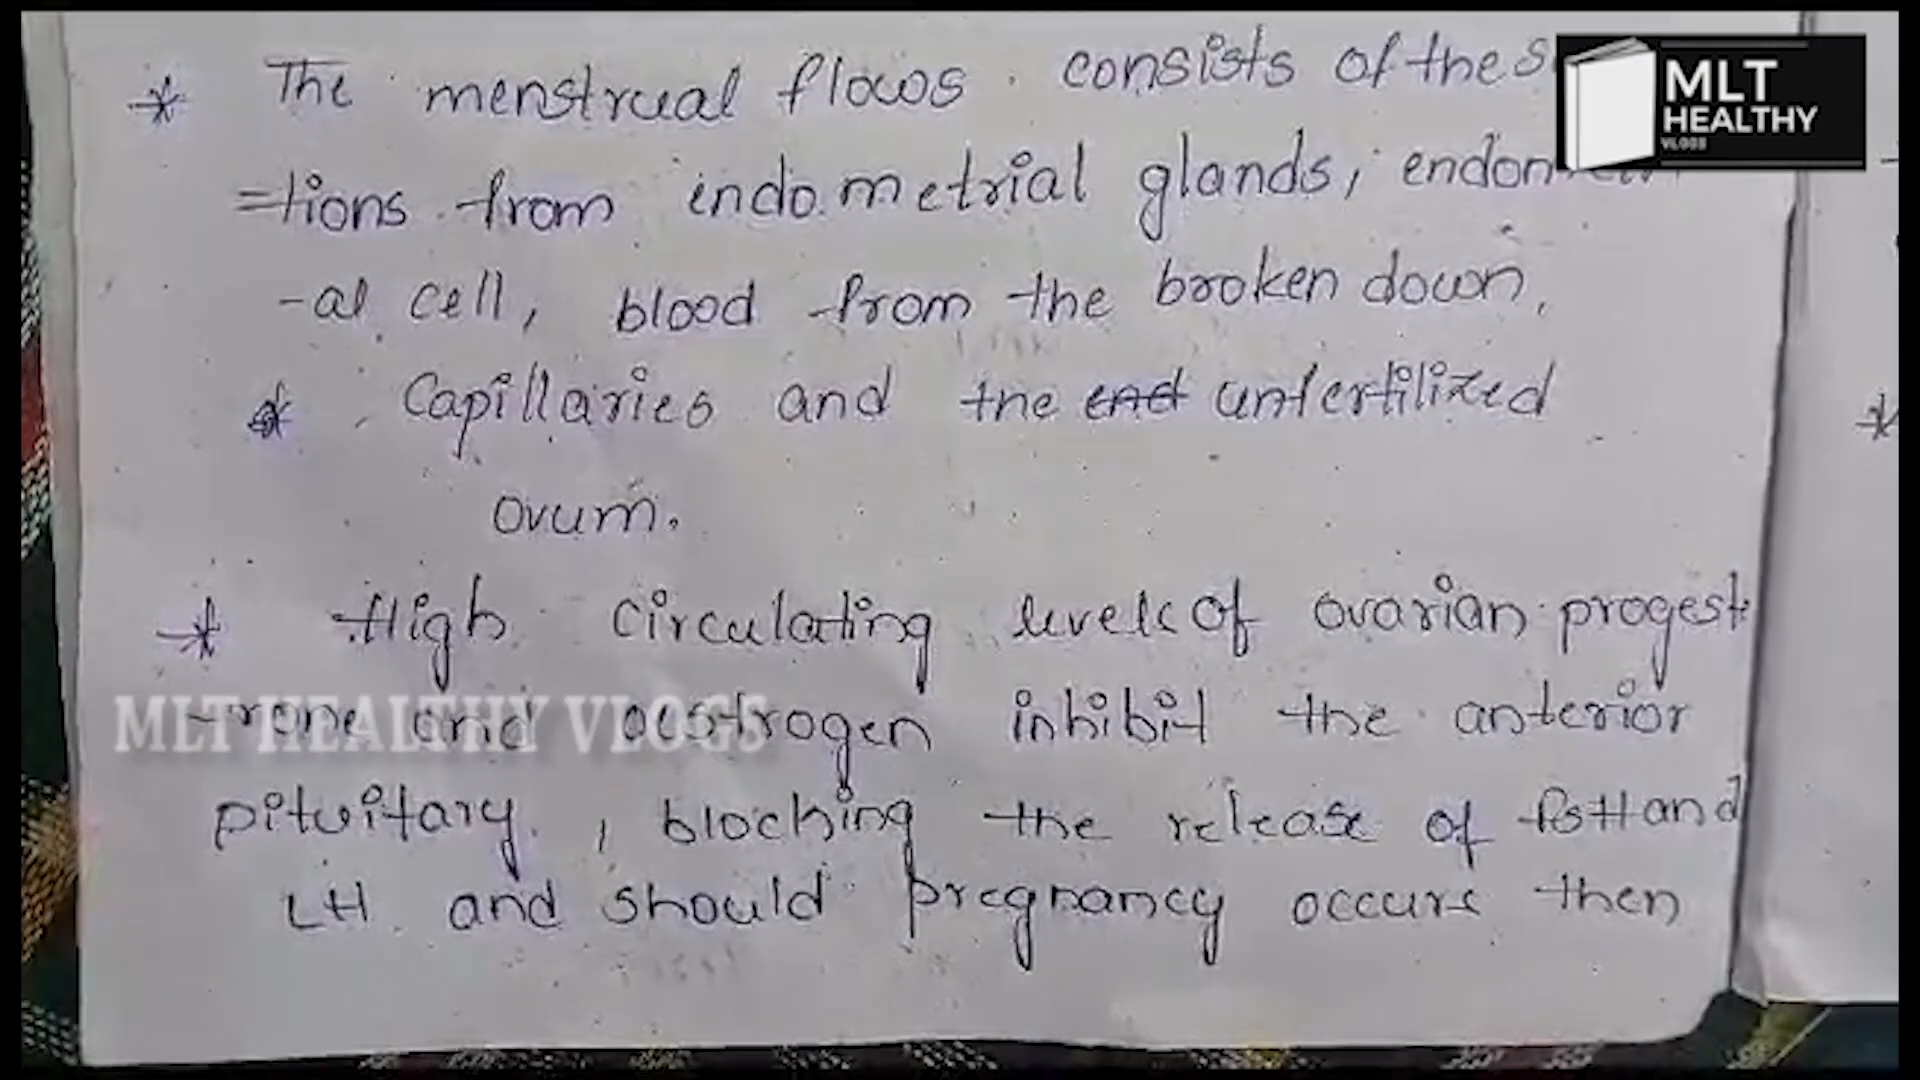 * The menstrual flows consists of the s
=tions from indo metrial glands, endom
-al cell, blood from the broken down,
* Capillaries and the end unfertilized
ovum.
* High circulating levels of ovarian progest
-rone and oestrogen inhibit the anterior
pituitary, blocking the release of FSH and
LH and should pregnancy occurs then
MLT
HEALTHY
VLOGS
MLT HEALTHY VLOGS